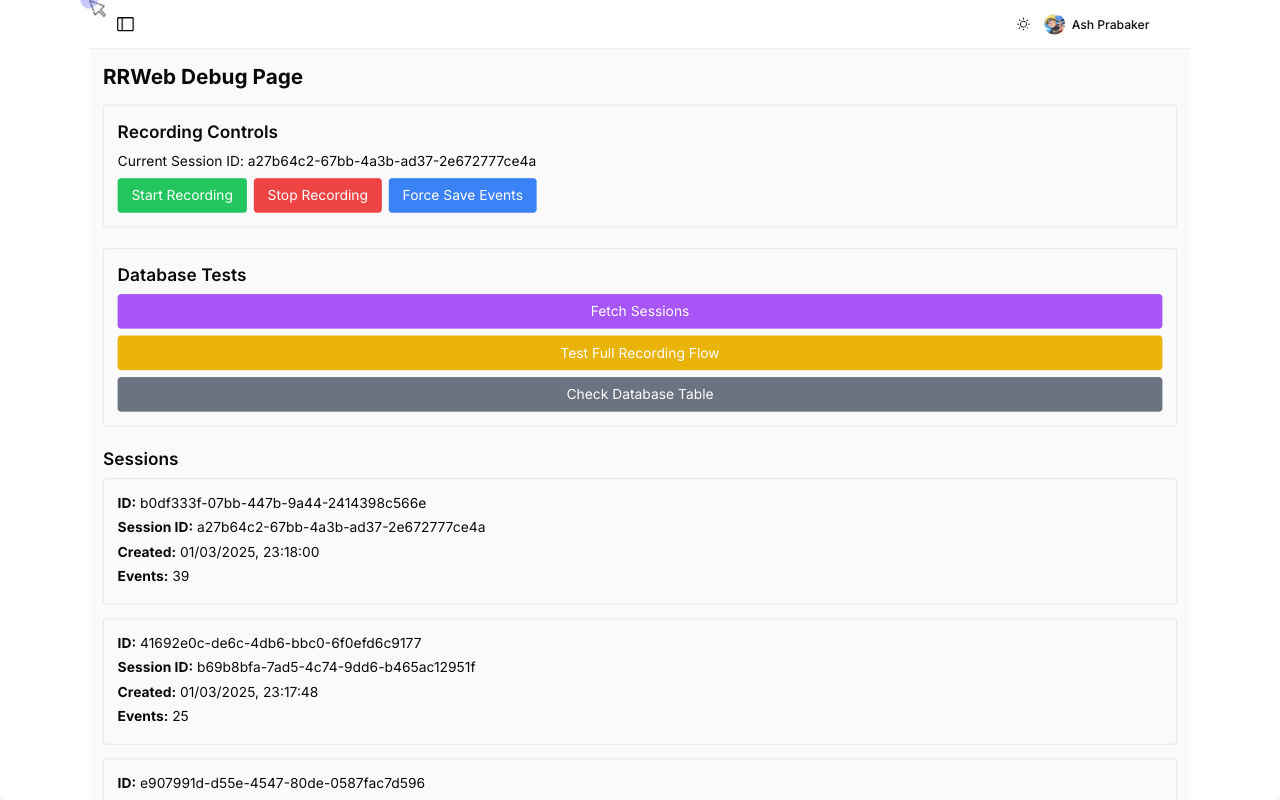 Ash Prabaker
RRWeb Debug Page
Recording Controls
Current Session ID: a27b64c2-67bb-4a3b-ad37-2e672777ce4a
Start Recording Stop Recording Force Save Events
Database Tests
Fetch Sessions
Test Full Recording Flow
Check Database Table
Sessions
ID: b0df333f-07bb-447b-9a44-2414398c566e
Session ID: a27b64c2-67bb-4a3b-ad37-2e672777ce4a
Created: 01/03/2025, 23:18:00
Events: 39
ID: 41692e0c-de6c-4db6-bbc0-6f0efd6c9177
Session ID: b69b8bfa-7ad5-4c74-9dd6-b465ac12951f
Created: 01/03/2025, 23:17:48
Events: 25
ID: e907991d-d55e-4547-80de-0587fac7d596